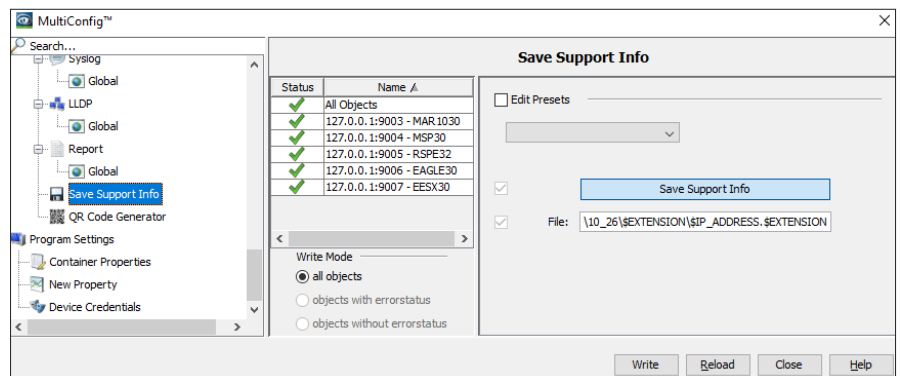 MultiConfig™
Search...
Syslog
Global
LLDP
Global
Report
Global
Save Support Info
QR Code Generator
Program Settings
Container Properties
New Property
Device Credentials
Save Support Info
Status Name
All Objects
127.0.0.1:9003 - MAR1030
127.0.0.1:9004 - MSP30
127.0.0.1:9005 - RSPE32
127.0.0.1:9006 - EAGLE30
127.0.0.1:9007 - EESX30
Write Mode
all objects
objects with errorstatus
objects without errorstatus
Edit Presets
Save Support Info
File: \10_26\$EXTENSION\$IP_ADDRESS.$EXTENSION
Write Reload Close Help